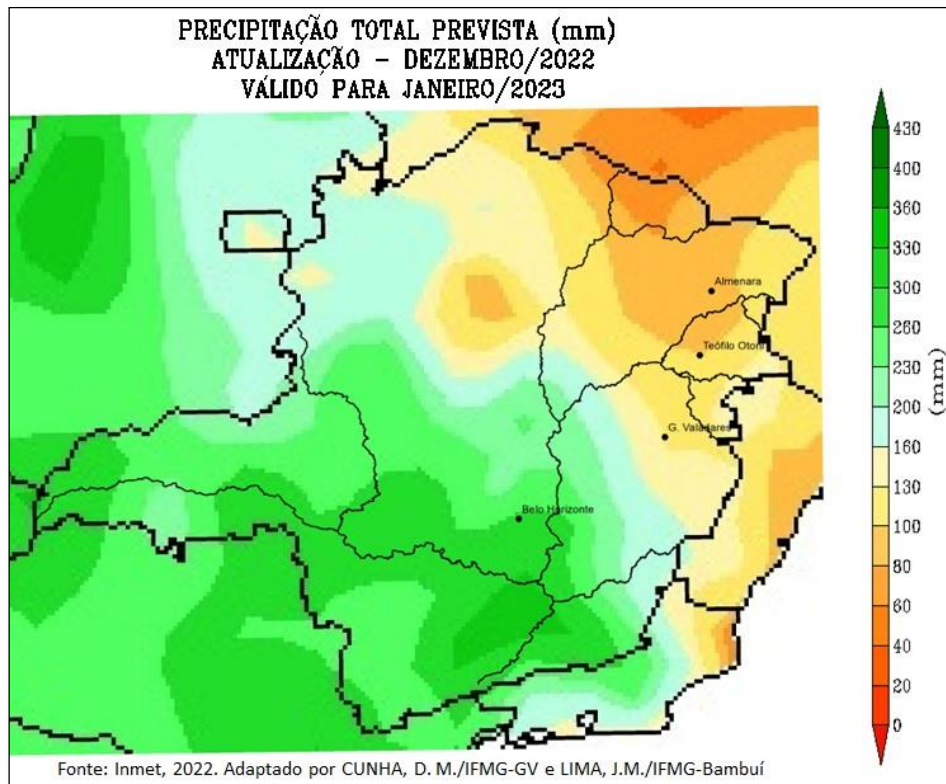 PRECIPITAÇÃO TOTAL PREVISTA (mm)
ATUALIZAÇÃO – DEZEMBRO/2022
VÁLIDO PARA JANEIRO/2023
430
400
360
330
300
260
230
200
160
130
100
80
60
40
20
0
(mm)
Almenara
Teófilo Otoni
G. Valadares
Belo Horizonte
Fonte: Inmet, 2022. Adaptado por CUNHA, D. M./IFMG-GV e LIMA, J.M./IFMG-Bambuí